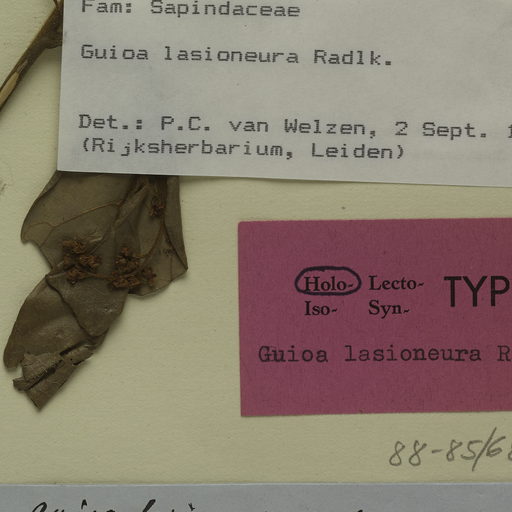 Fam: Sapindaceae
Guioa lasioneura Radlk.
Det.: P.C. van Welzen, 2 Sept.
(Rijksherbarium, Leiden)
Holo- Lecto- TYP
Iso- Syn-
Guioa lasioneura R
88-85/68